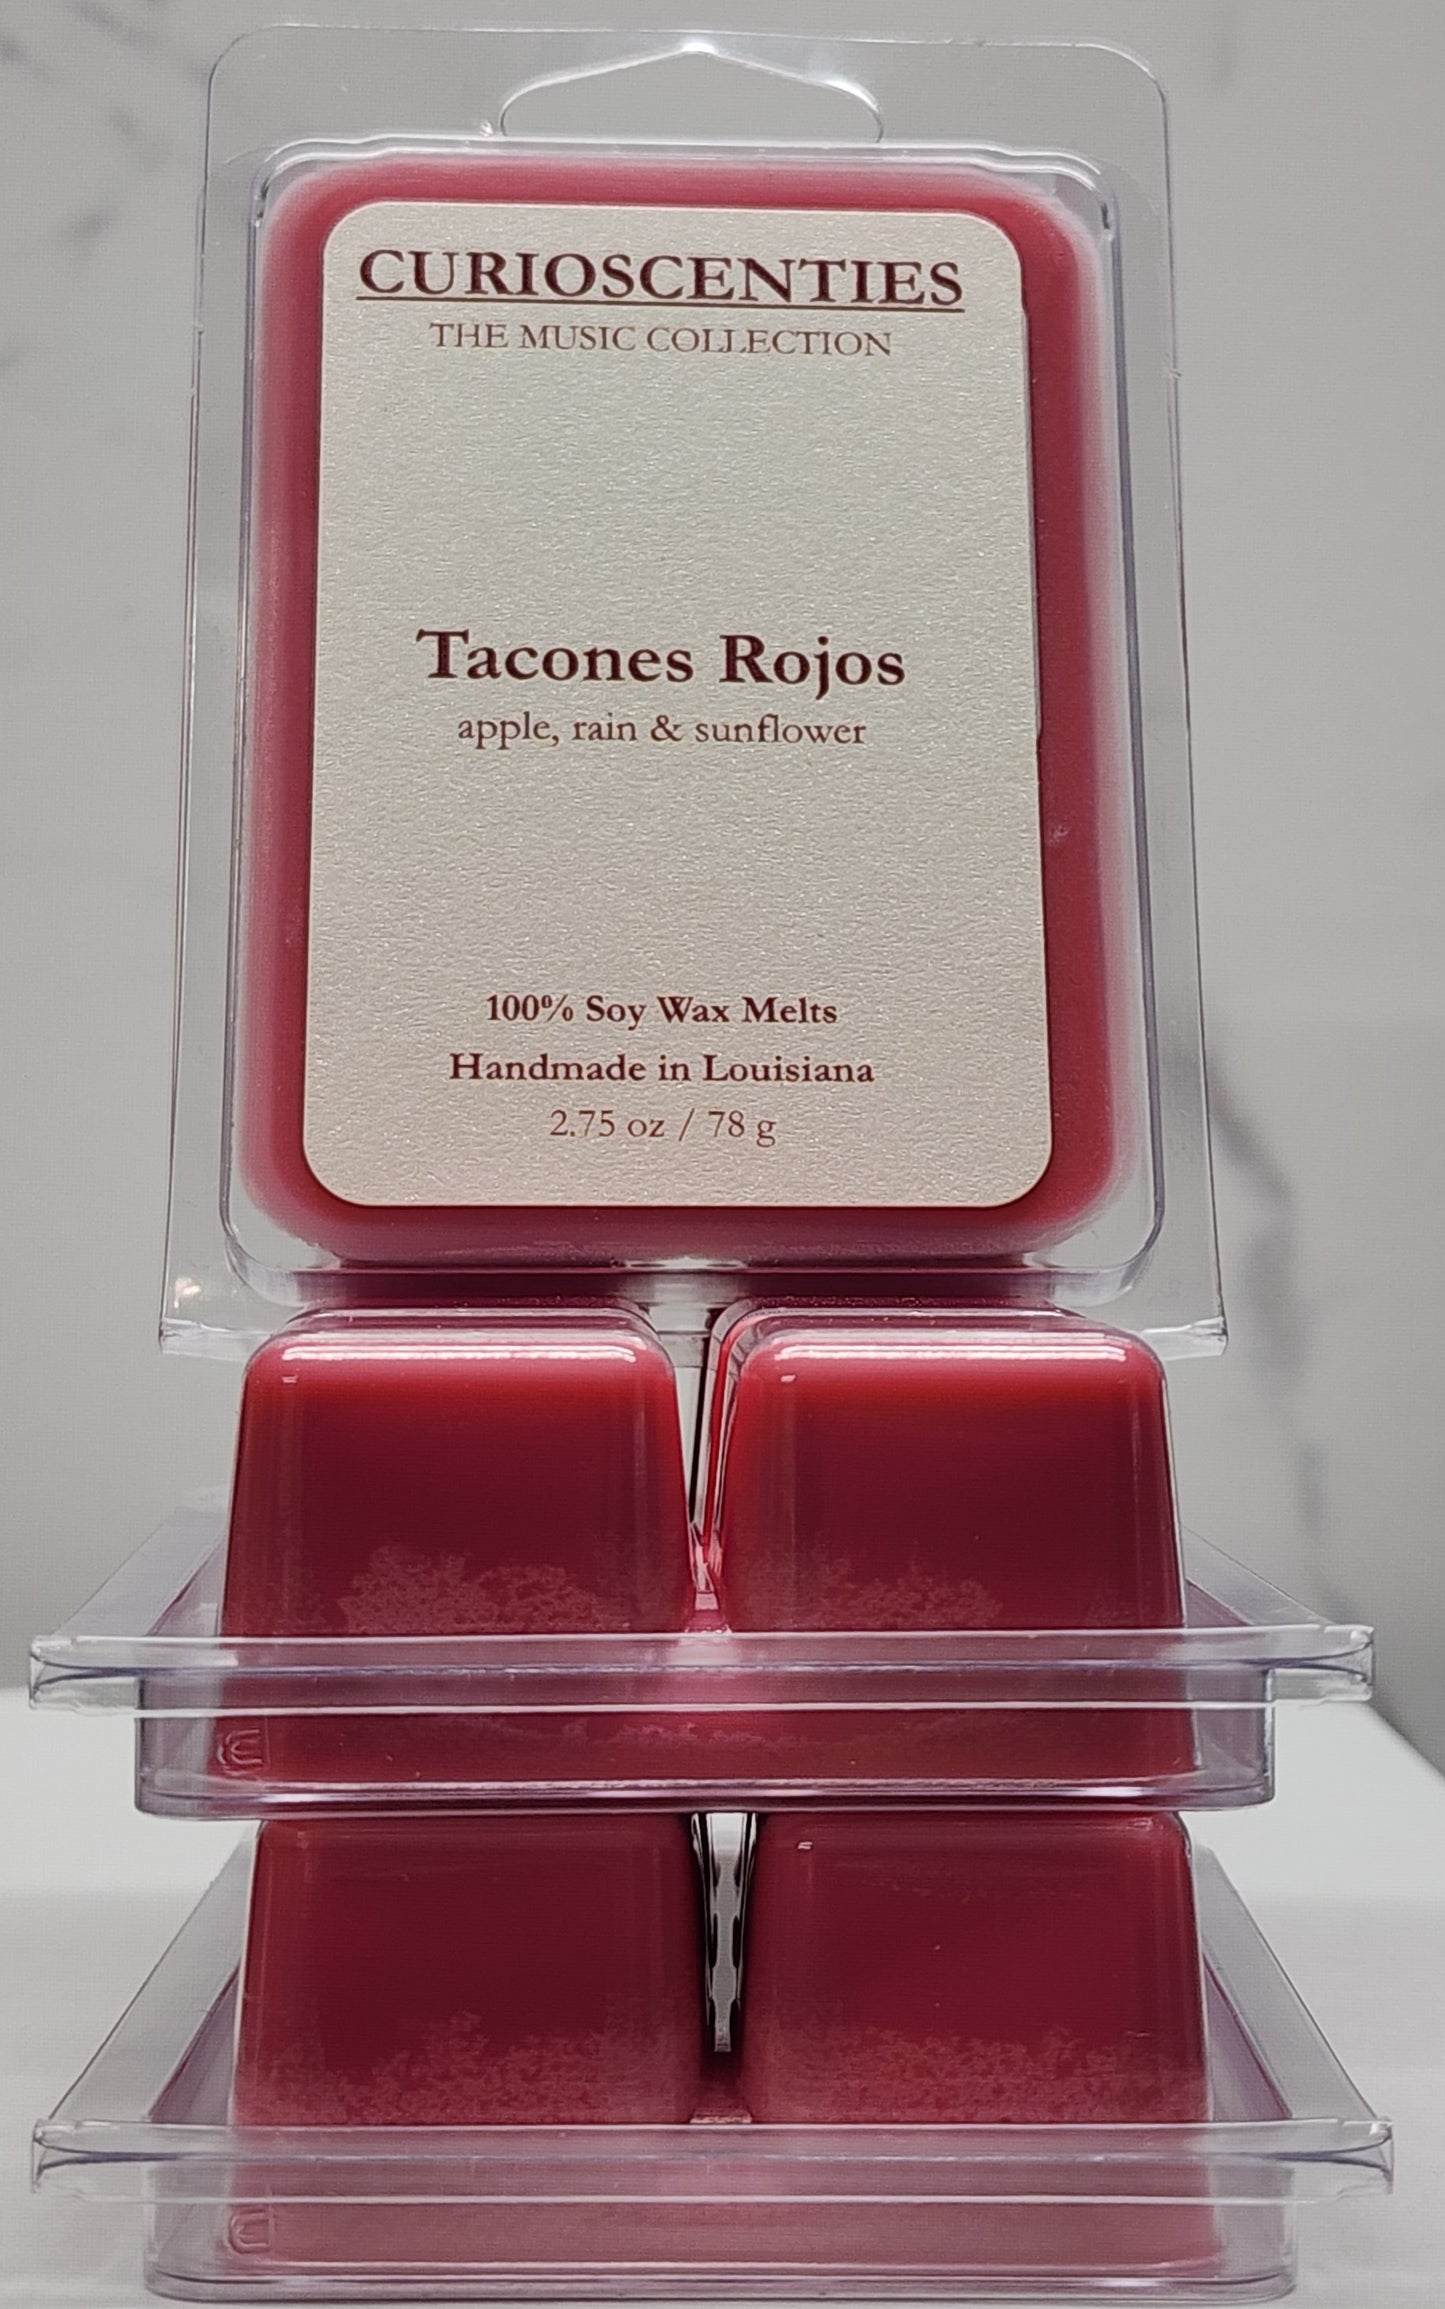 CURIOSCENTIES
THE MUSIC COLLECTION
Tacones Rojos
apple, rain & sunflower
100% Soy Wax Melts
Handmade in Louisiana
2.75 oz / 78 g